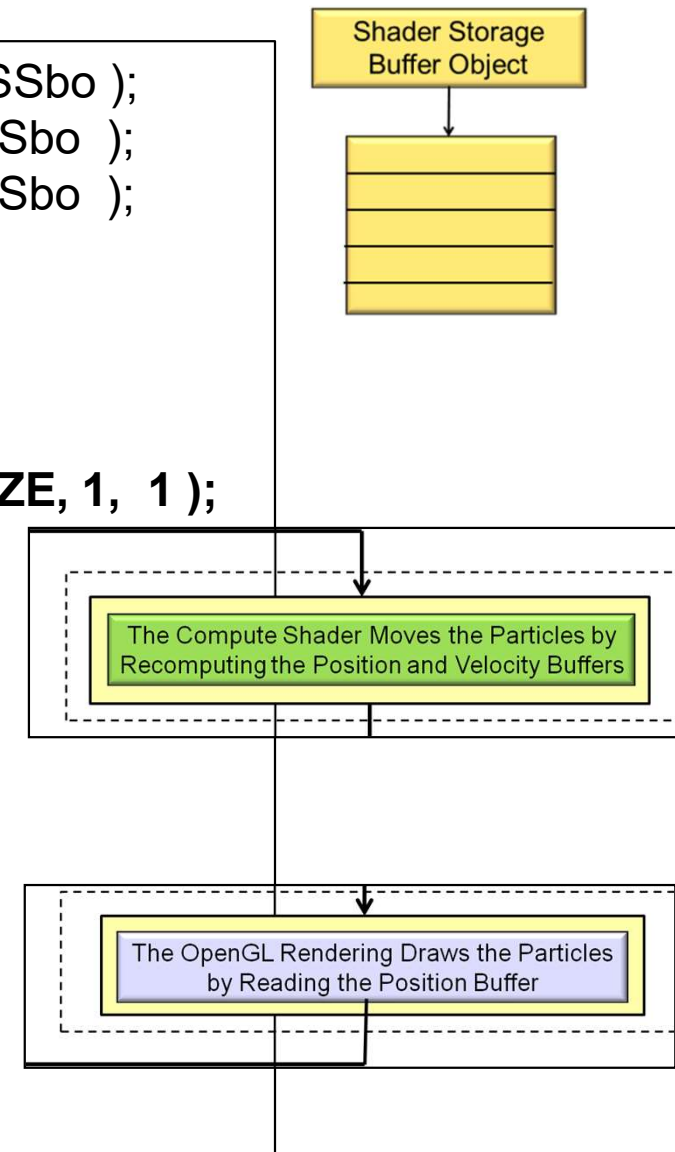 Shader Storage
Buffer Object
SSbo );
Sbo );
Sbo );
ZE, 1, 1 );
The Compute Shader Moves the Particles by
Recomputing the Position and Velocity Buffers
The OpenGL Rendering Draws the Particles
by Reading the Position Buffer